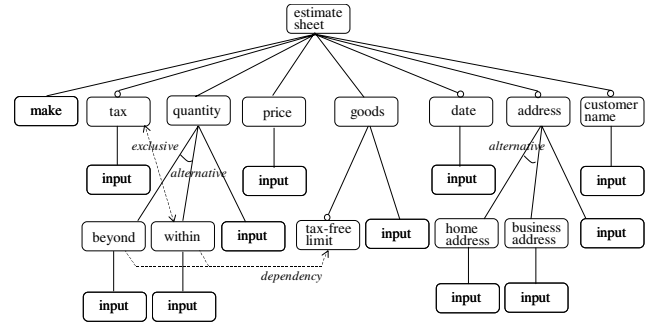 estimate
sheet
make
tax
quantity
price
goods
date
address
customer
name
exclusive
alternative
alternative
input
input
input
input
beyond
within
input
tax-free
limit
input
home
address
business
address
input
dependency
input
input
input
input